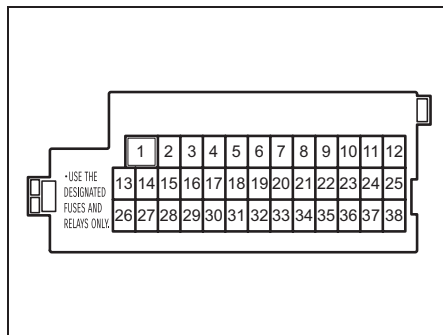 1 2 3 4 5 6 7 8 9 10 11 12
•USE THE
DESIGNATED
FUSES AND
RELAYS ONLY.
13 14 15 16 17 18 19 20 21 22 23 24 25
26 27 28 29 30 31 32 33 34 35 36 37 38